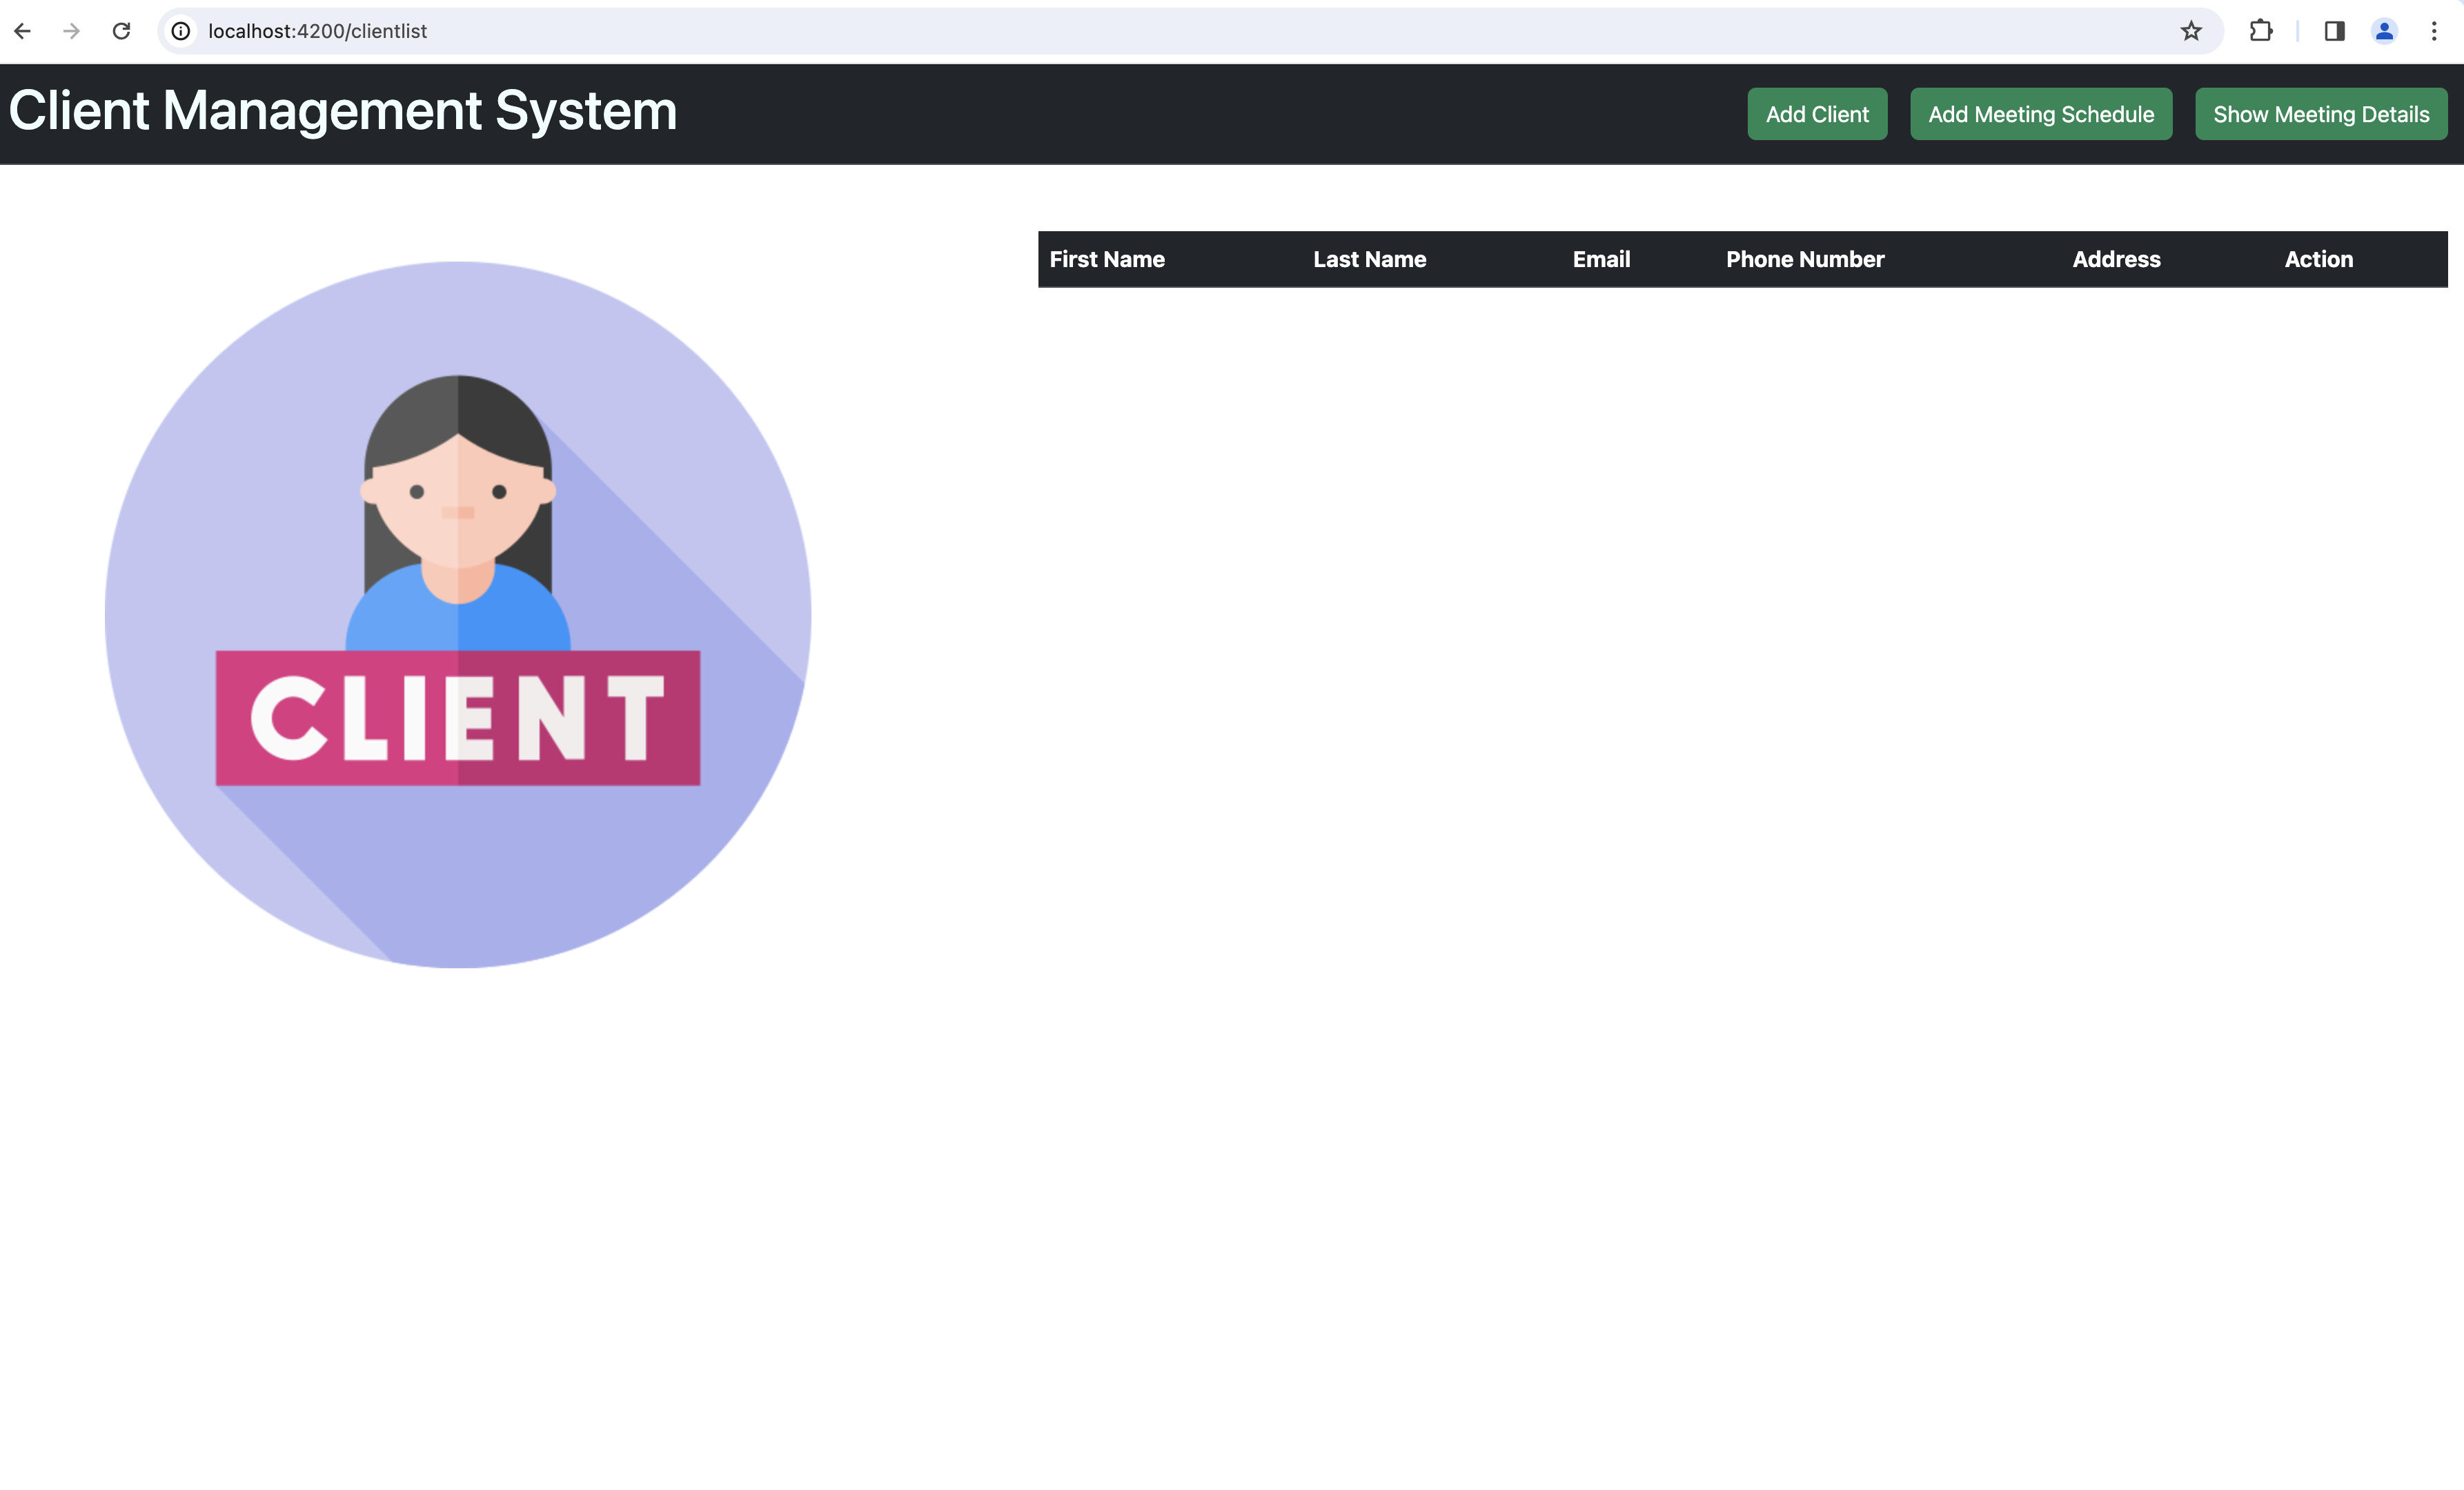 localhost:4200/clientlist
Client Management System
Add Client
Add Meeting Schedule
Show Meeting Details
First Name Last Name Email Phone Number Address Action
CLIENT